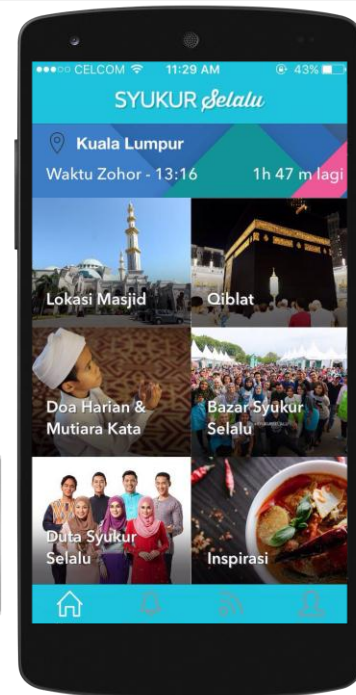 CELCOM 11:29 AM 43%
SYUKUR Selalu
Kuala Lumpur
Waktu Zohor - 13:16 1h 47 m lagi
Lokasi Masjid
Qiblat
Doa Harian &
Mutiara Kata
Bazar Syukur
Selalu
Duta Syukur
Selalu
Inspirasi